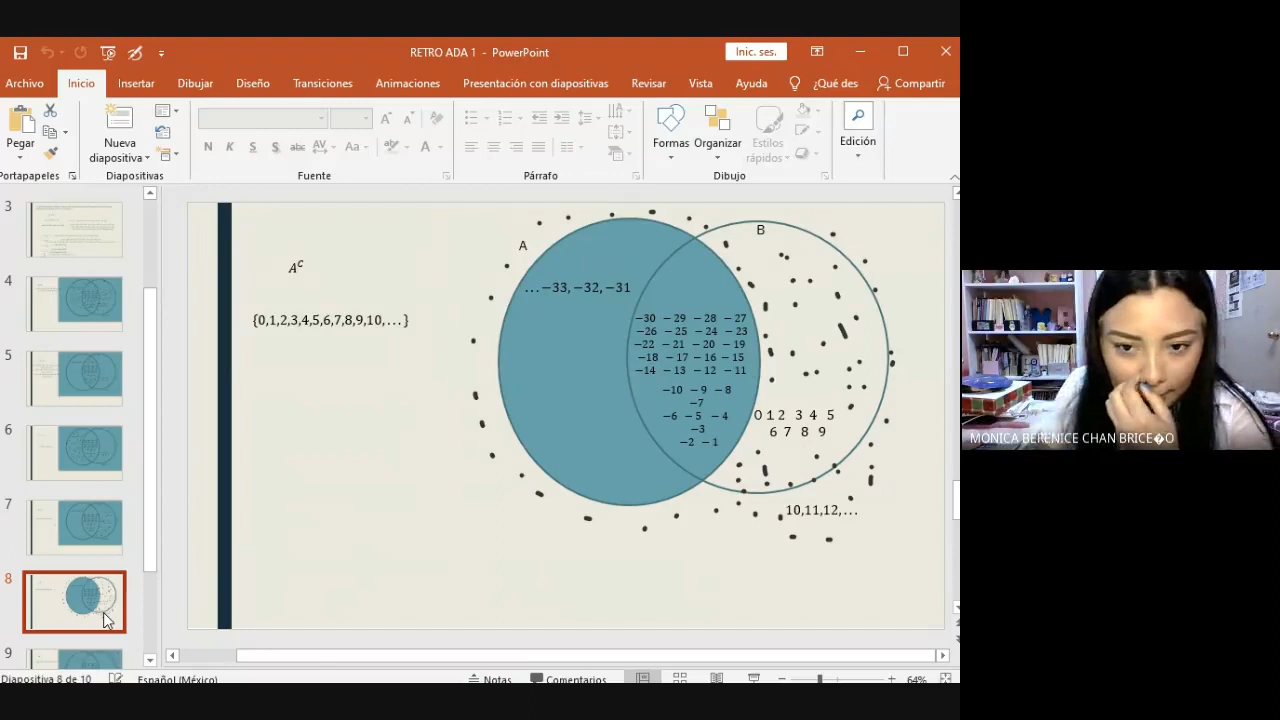 RETRO ADA 1 - PowerPoint
Inic. ses.
Archivo Inicio Insertar Dibujar Diseño Transiciones Animaciones Presentación con diapositivas Revisar Vista Ayuda ¿Qué des Compartir
Pegar
Nueva
diapositiva
N K S S abc AV Aa A
Formas Organizar Estilos
rápidos
Edición
Portapapeles Diapositivas Fuente Párrafo Dibujo
3
4
5
6
7
8
9
A^c
{0,1,2,3,4,5,6,7,8,9,10,…}
A
B
…−33,−32,−31
−30 −29 −28 −27
−26 −25 −24 −23
−22 −21 −20 −19
−18 −17 −16 −15
−14 −13 −12 −11
−10 −9 −8
−7
−6 −5 −4
−3
−2 −1
0 1 2 3 4 5
6 7 8 9
10,11,12,…
MONICA BERENICE CHAN BRICE�O
Diapositiva 8 de 10 Español (México) Notas Comentarios 64%